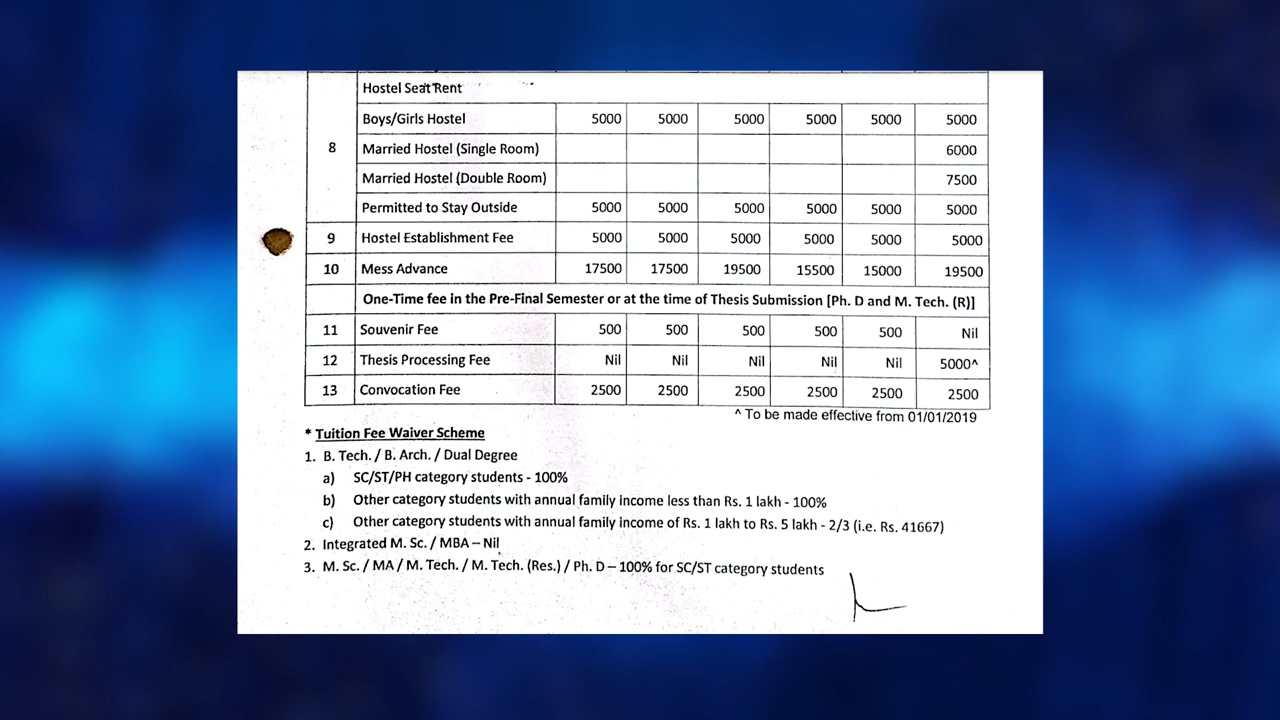 Hostel Seat Rent
8
Boys/Girls Hostel 5000 5000 5000 5000 5000 5000
Married Hostel (Single Room) 6000
Married Hostel (Double Room) 7500
Permitted to Stay Outside 5000 5000 5000 5000 5000 5000
9 Hostel Establishment Fee 5000 5000 5000 5000 5000 5000
10 Mess Advance 17500 17500 19500 15500 15000 19500
One-Time fee in the Pre-Final Semester or at the time of Thesis Submission [Ph. D and M. Tech. (R)]
11 Souvenir Fee 500 500 500 500 500 Nil
12 Thesis Processing Fee Nil Nil Nil Nil Nil 5000^
13 Convocation Fee 2500 2500 2500 2500 2500 2500
^ To be made effective from 01/01/2019
* Tuition Fee Waiver Scheme
1. B. Tech. / B. Arch. / Dual Degree
a) SC/ST/PH category students - 100%
b) Other category students with annual family income less than Rs. 1 lakh - 100%
c) Other category students with annual family income of Rs. 1 lakh to Rs. 5 lakh - 2/3 (i.e. Rs. 41667)
2. Integrated M. Sc. / MBA – Nil
3. M. Sc. / MA / M. Tech. / M. Tech. (Res.) / Ph. D – 100% for SC/ST category students